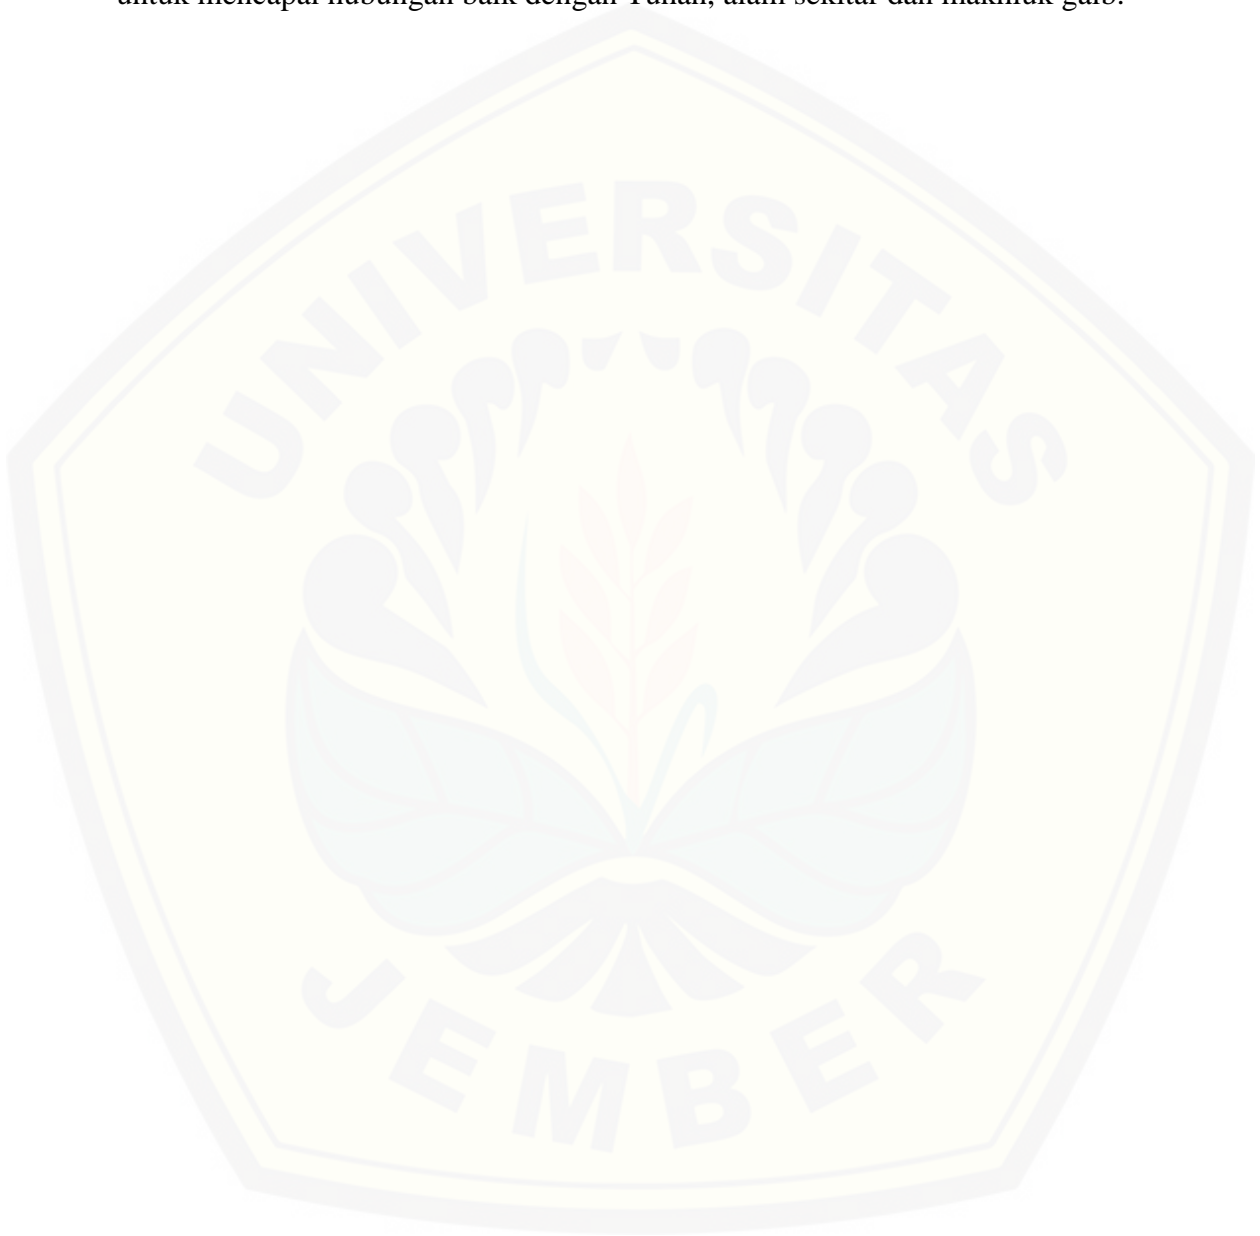 untuk mencapai hubungan baik dengan Tuhan, alam sekitar dan makhluk gaib.
UNIVERSITAS
JEMBER